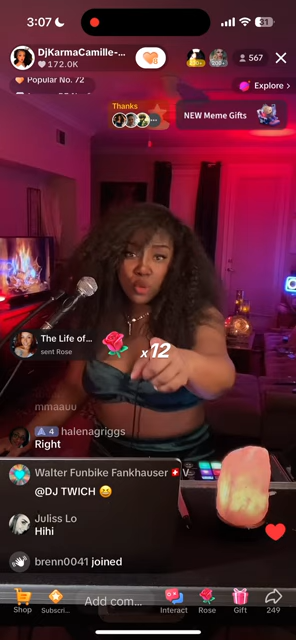 3:07
31
DjKarmaCamille-...
172.0K
567
Popular No. 72
Explore >
Thanks
NEW Meme Gifts
The Life of...
sent Rose
x12
mmaauu
4 halenagriggs
Right
Walter Funbike Fankhauser
@DJ TWICH 😆
Juliss Lo
Hihi
brenn0041 joined
Shop
Subscri...
Add com...
Interact
Rose
Gift
249